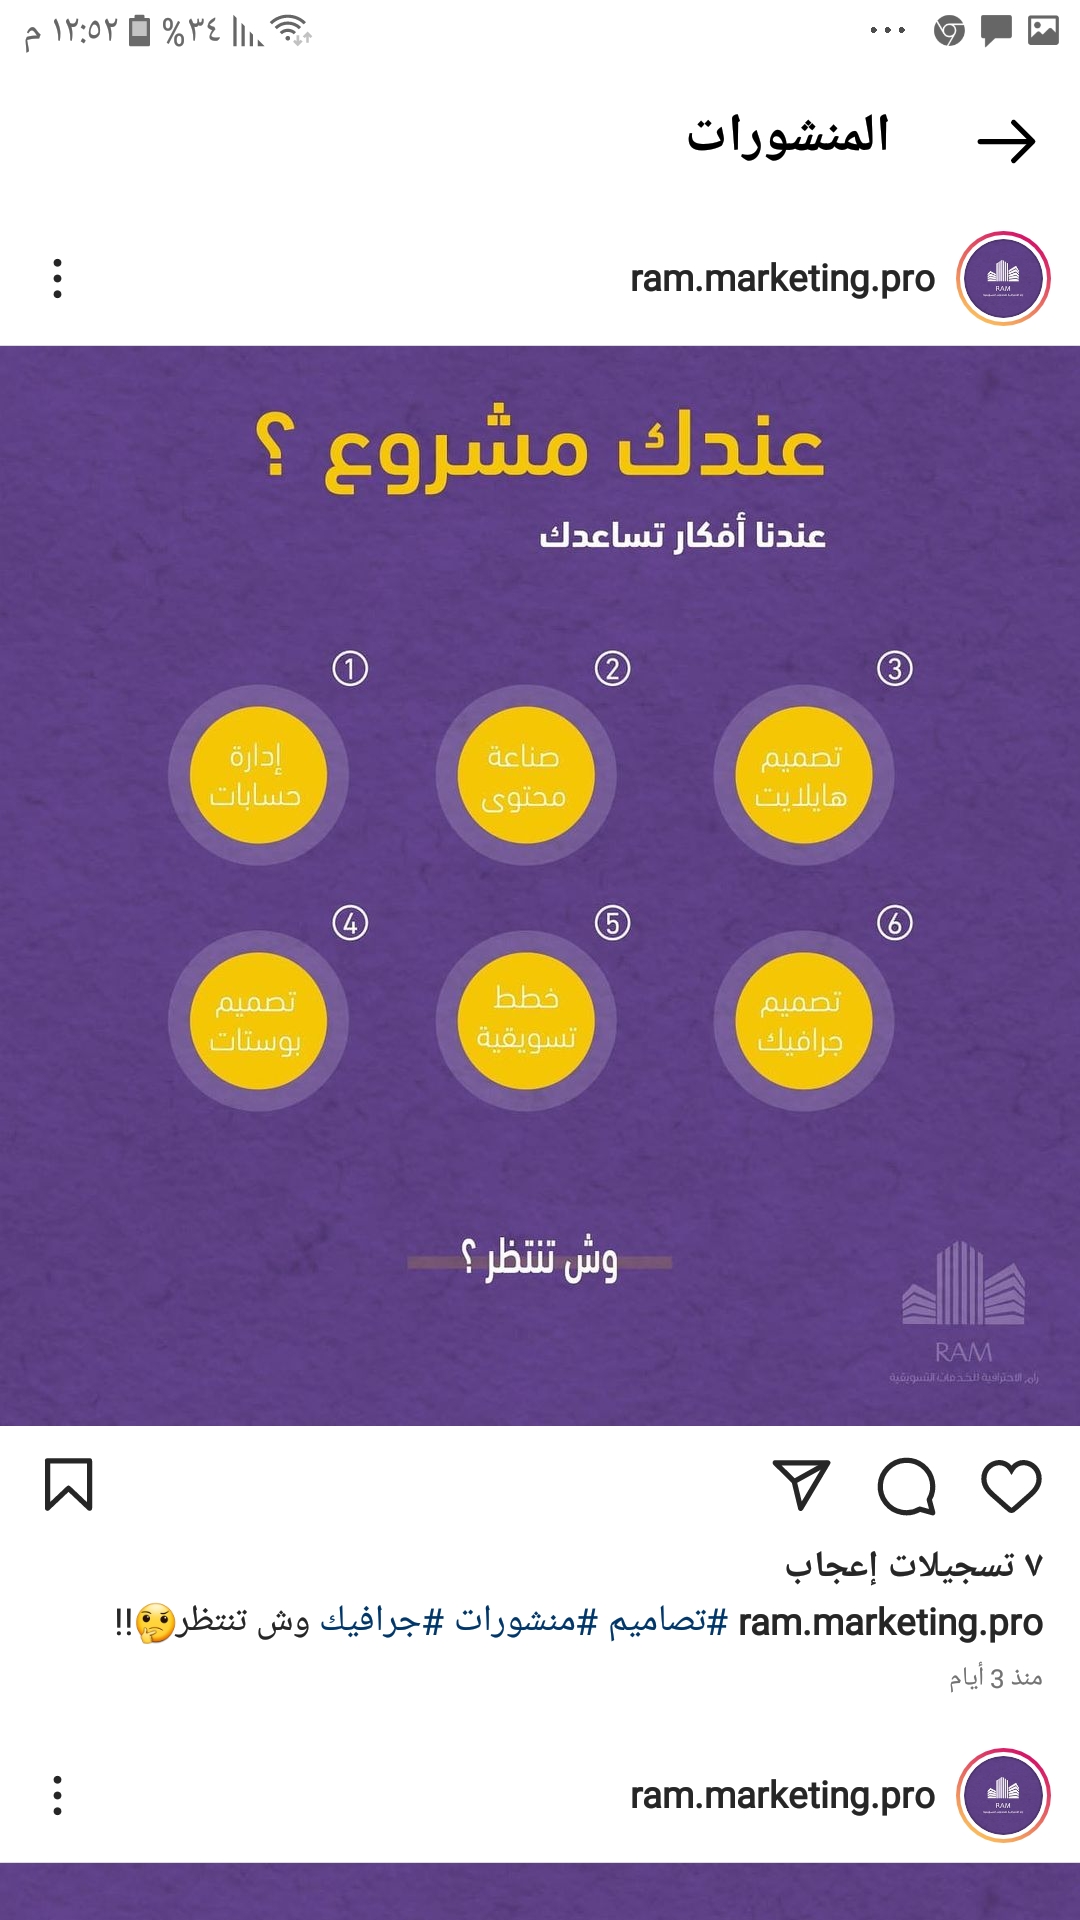 ١٢:٥٢ م %٣٤
المنشورات
ram.marketing.pro
عندك مشروع ؟
عندنا أفكار تساعدك
1
2
3
إدارة
حسابات
صناعة
محتوى
تصميم
هايلايت
4
5
6
تصميم
بوستات
خطط
تسويقية
تصميم
جرافيك
وش تنتظر ؟
RAM
رام الاحترافية للخدمات التسويقية
٧ تسجيلات إعجاب
ram.marketing.pro #تصاميم #منشورات #جرافيك وش تنتظر🤔!!
منذ 3 أيام
ram.marketing.pro